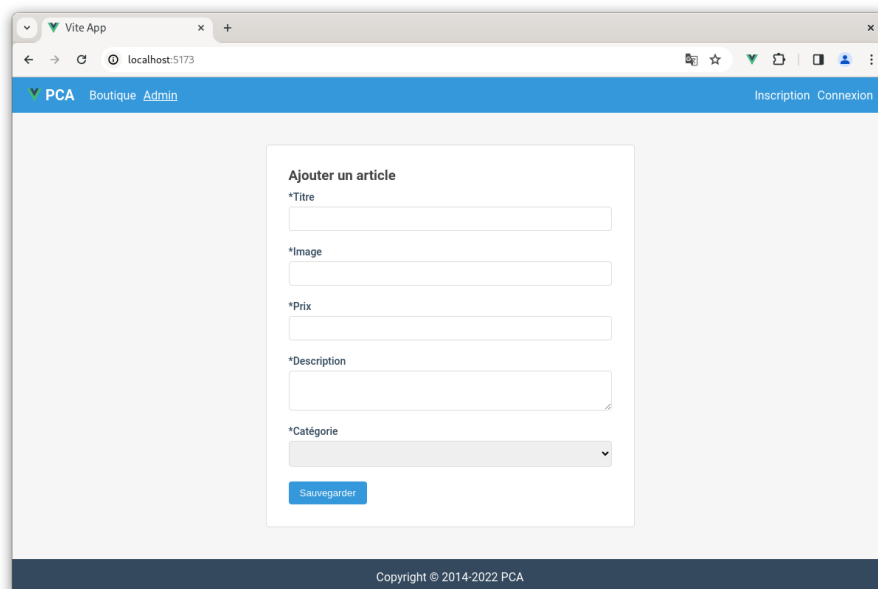 Vite App
localhost:5173
PCA Boutique Admin Inscription Connexion
Ajouter un article
*Titre
*Image
*Prix
*Description
*Catégorie
Sauvegarder
Copyright © 2014-2022 PCA